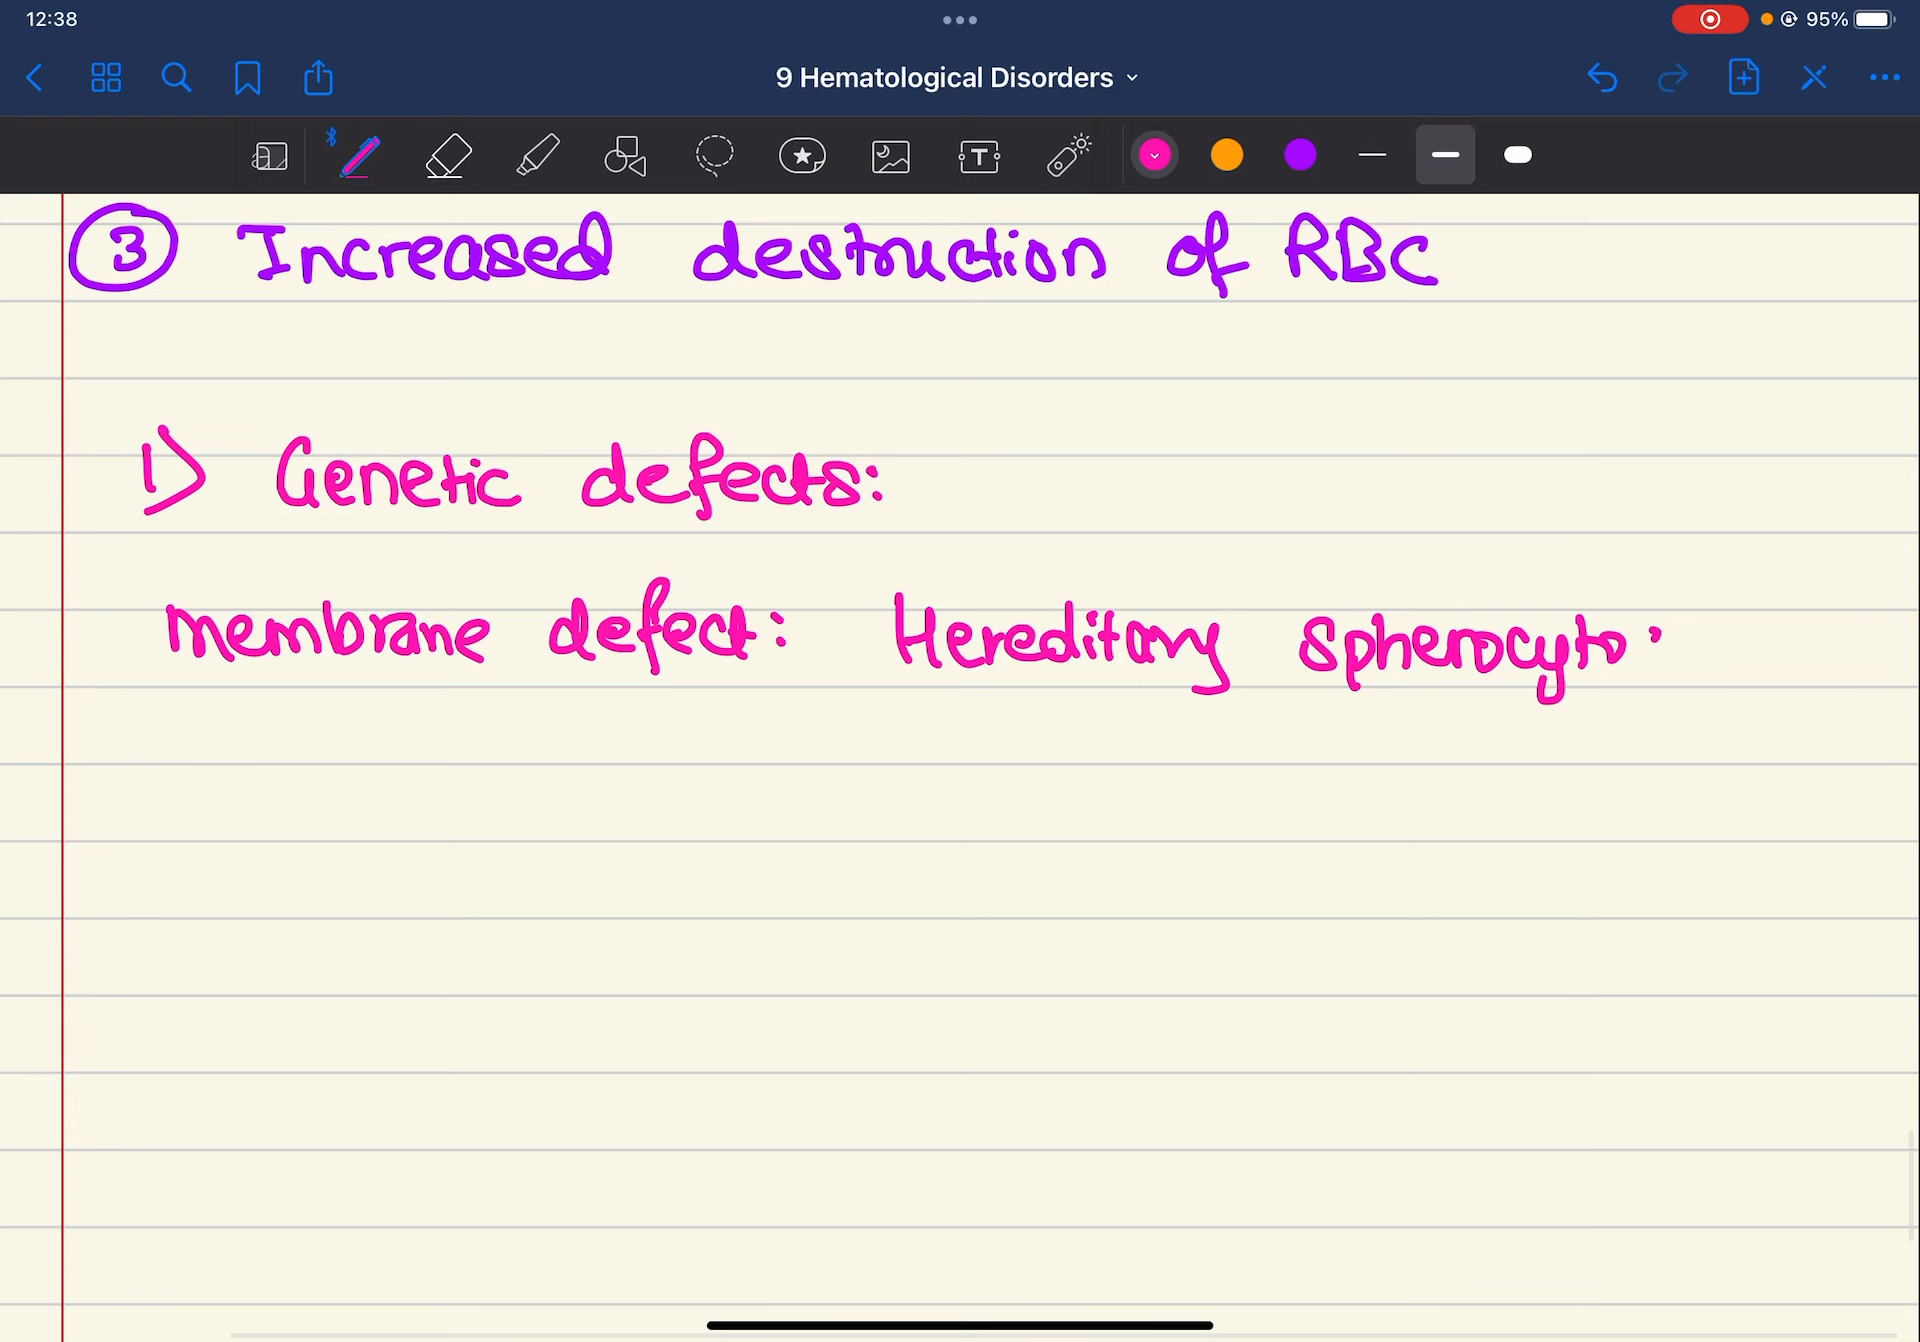 12:38
95%
9 Hematological Disorders
3 Increased destruction of RBC
1) Genetic defects:
membrane defect: Hereditary spherocyto